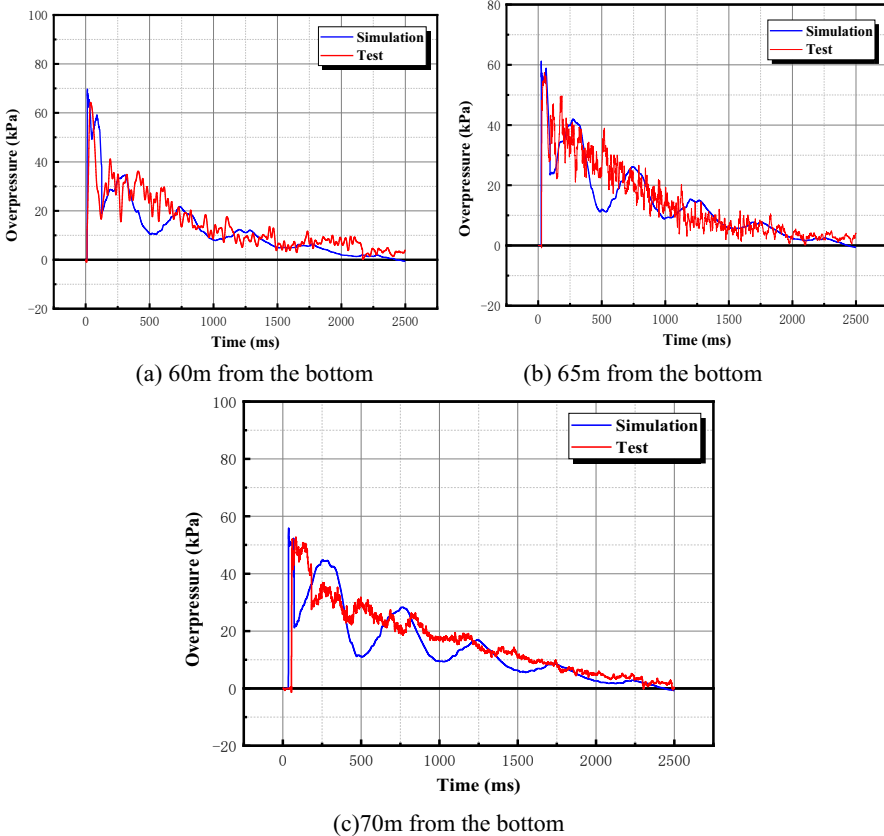 100
80
60
40
20
0
-20
Overpressure (kPa)
Simulation
Test
0 500 1000 1500 2000 2500
Time (ms)
(a) 60m from the bottom
80
60
40
20
0
-20
Overpressure (kPa)
Simulation
Test
0 500 1000 1500 2000 2500
Time (ms)
(b) 65m from the bottom
100
80
60
40
20
0
-20
Overpressure (kPa)
Simulation
Test
0 500 1000 1500 2000 2500
Time (ms)
(c)70m from the bottom